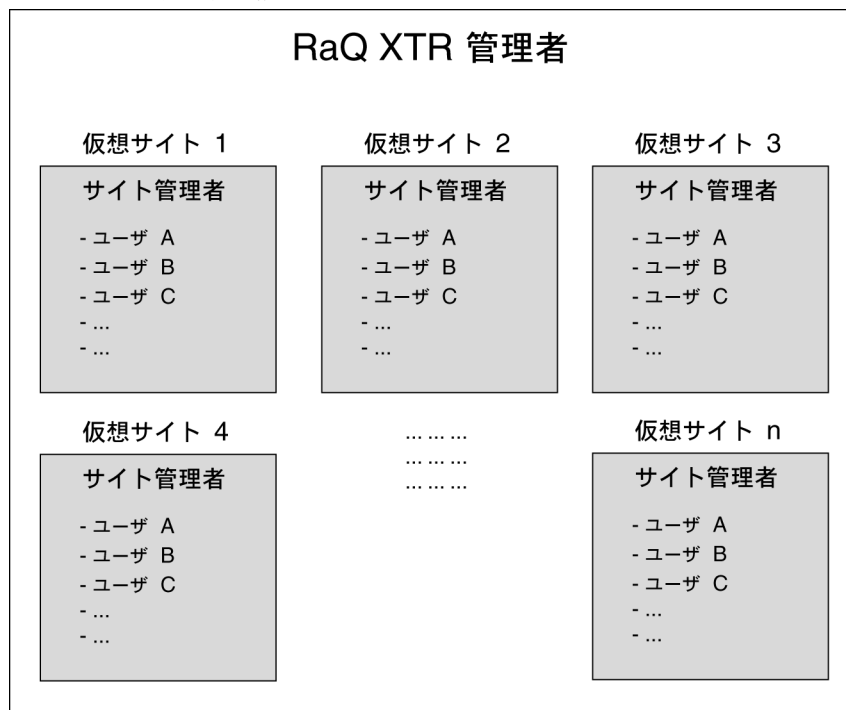 RaQ XTR 管理者
仮想サイト 1
サイト管理者
- ユーザ A
- ユーザ B
- ユーザ C
- ...
- ...
仮想サイト 2
サイト管理者
- ユーザ A
- ユーザ B
- ユーザ C
- ...
- ...
仮想サイト 3
サイト管理者
- ユーザ A
- ユーザ B
- ユーザ C
- ...
- ...
仮想サイト 4
サイト管理者
- ユーザ A
- ユーザ B
- ユーザ C
- ...
- ...
... ... ...
... ... ...
... ... ...
仮想サイト n
サイト管理者
- ユーザ A
- ユーザ B
- ユーザ C
- ...
- ...